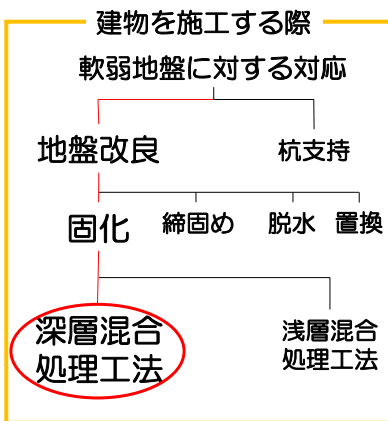 建物を施工する際
軟弱地盤に対する対応
地盤改良
杭支持
固化
締固め
脱水
置換
深層混合
処理工法
浅層混合
処理工法